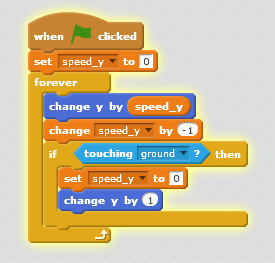 when clicked
set speed_y to 0
forever
change y by speed_y
change speed_y by -1
if touching ground ? then
set speed_y to 0
change y by 1